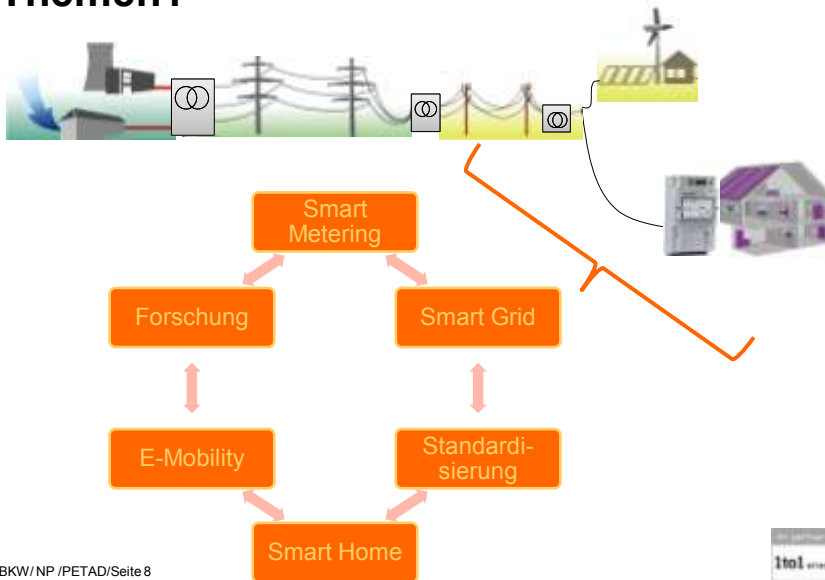 Themen?
Smart
Metering
Forschung
Smart Grid
E-Mobility
Standardi-
sierung
Smart Home
BKW/ NP /PETAD/Seite 8
1to1